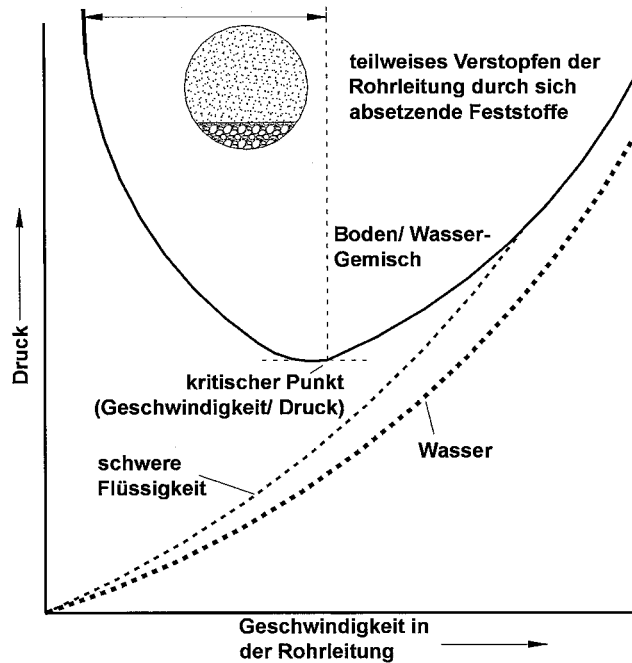 teilweises Verstopfen der
Rohrleitung durch sich
absetzende Feststoffe
Boden/ Wasser-
Gemisch
Druck
kritischer Punkt
(Geschwindigkeit/ Druck)
Wasser
schwere
Flüssigkeit
Geschwindigkeit in
der Rohrleitung